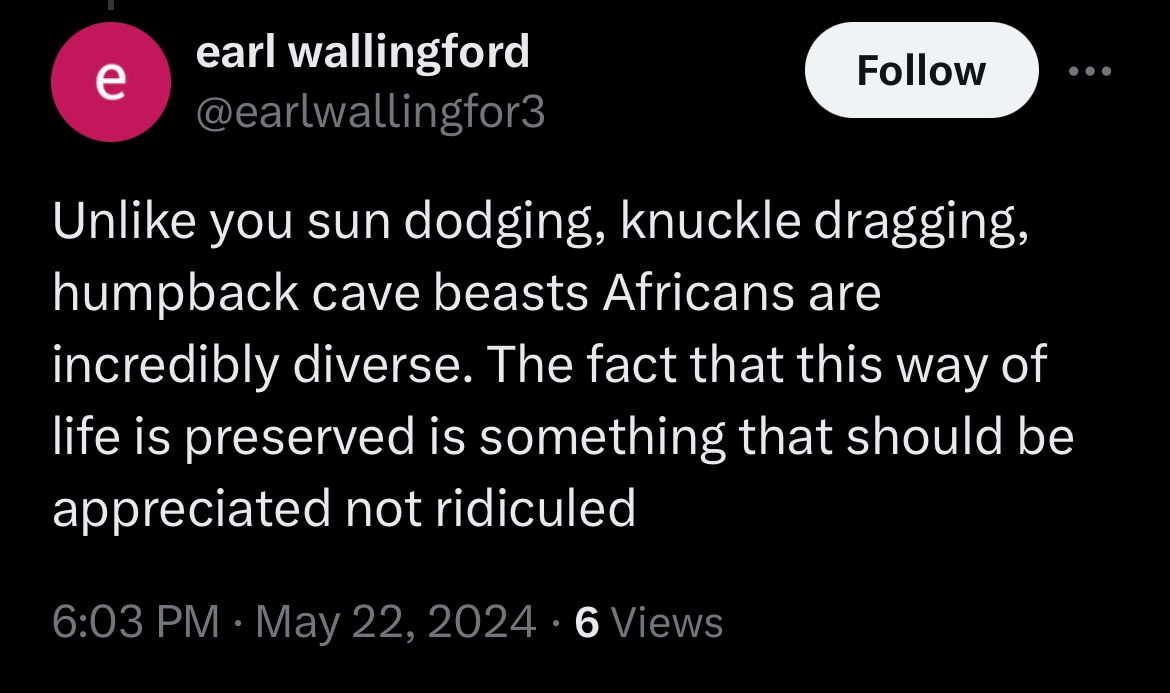 e
earl wallingford
Follow
@earlwallingfor3
Unlike you sun dodging, knuckle dragging,
humpback cave beasts Africans are
incredibly diverse. The fact that this way of
life is preserved is something that should be
appreciated not ridiculed
6:03 PM · May 22, 2024 · 6 Views